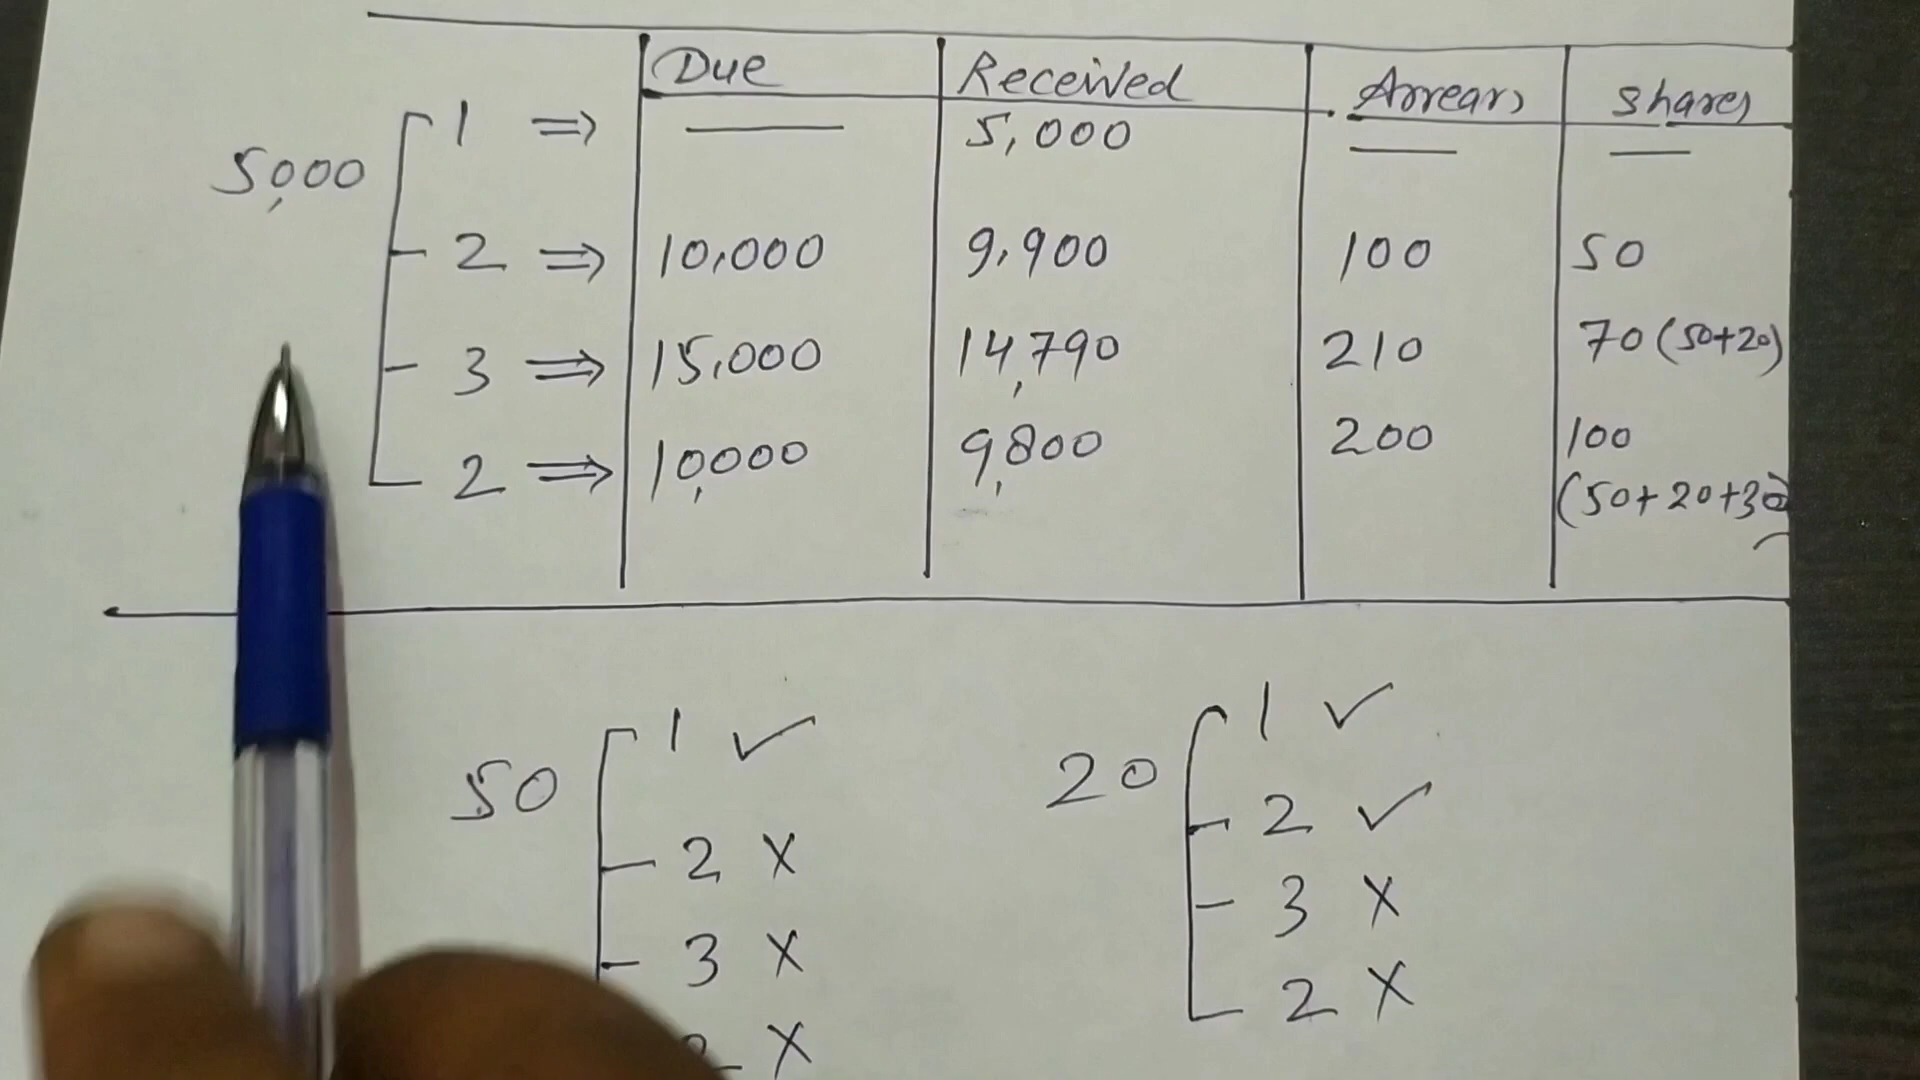 Due Received Arrears Shares
1 ⇒ —— 5,000 —— ——
5,000
2 ⇒ 10,000 9,900 100 50
3 ⇒ 15,000 14,790 210 70 (50+20)
2 ⇒ 10,000 9,800 200 100
(50+20+30)
50
1 ✓
2 X
3 X
2 X
20
1 ✓
2 ✓
3 X
2 X